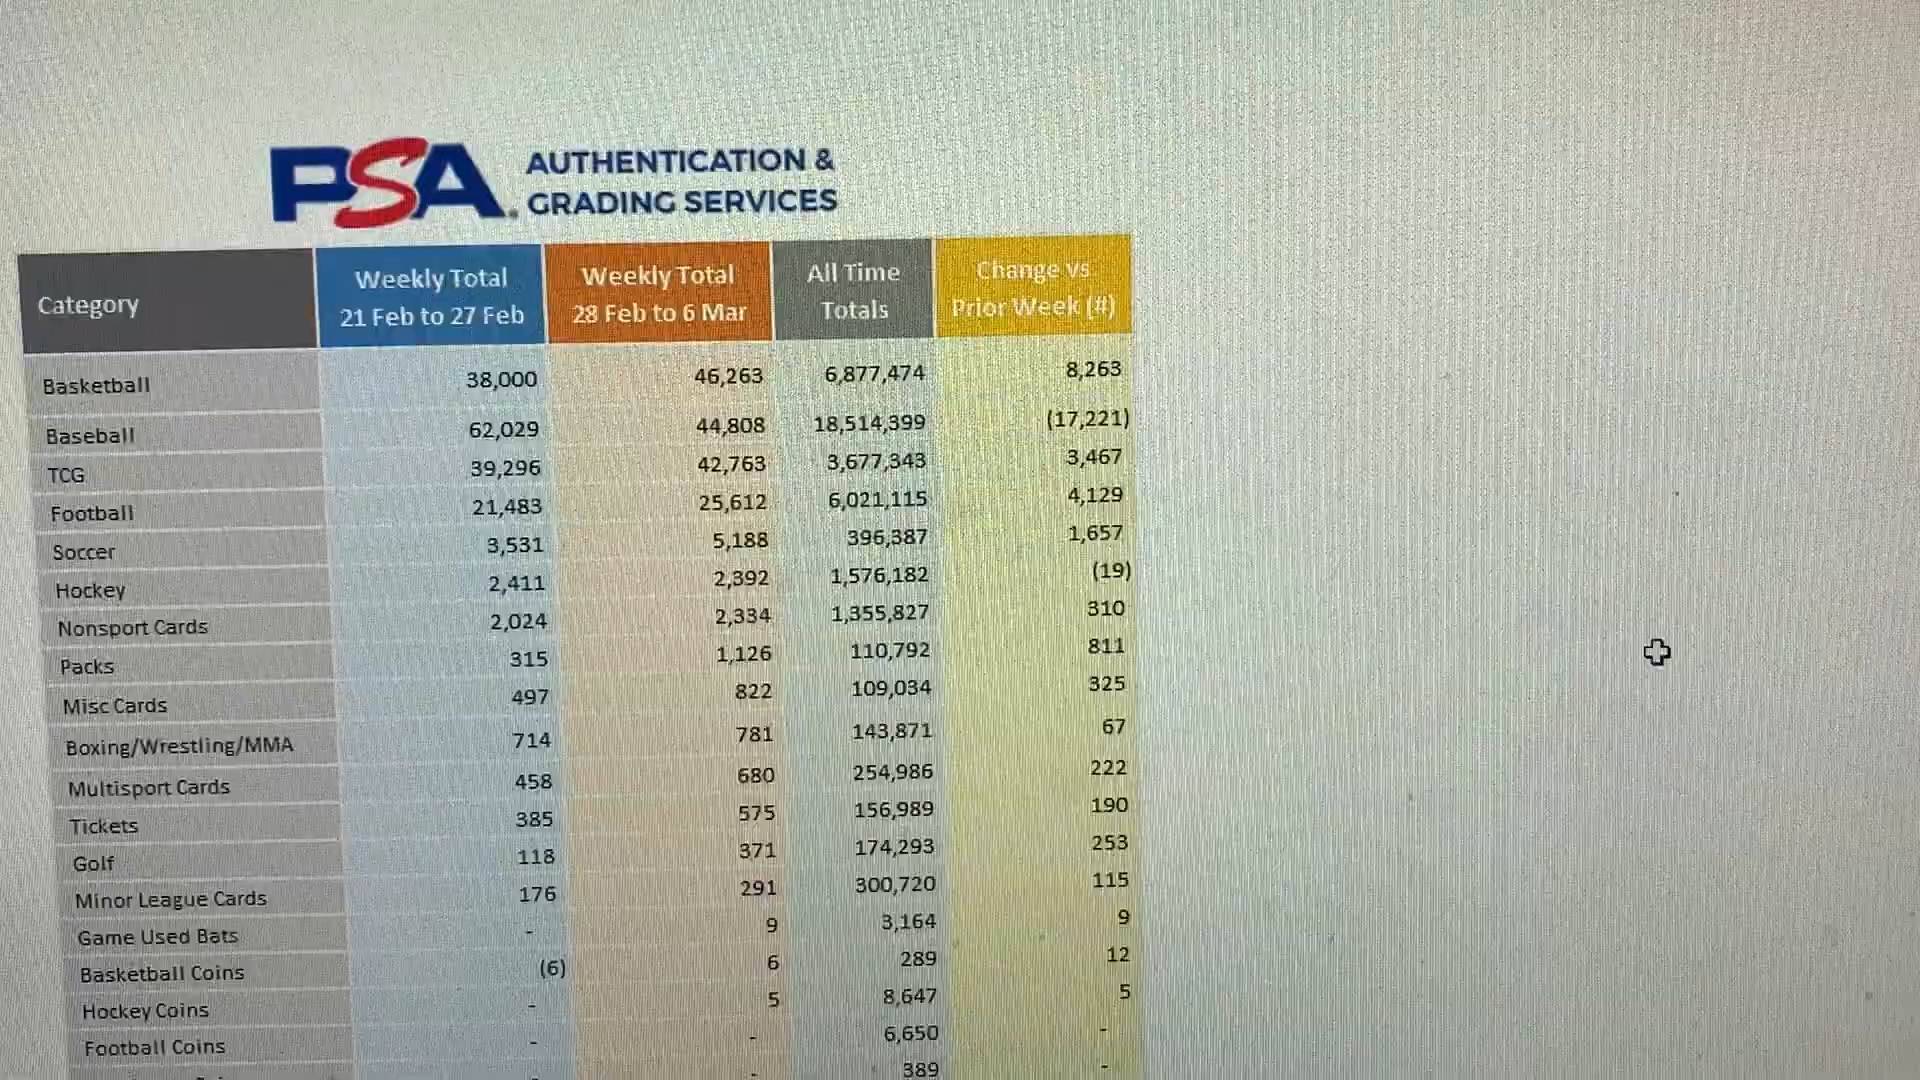 PSA. AUTHENTICATION &
GRADING SERVICES
Category Weekly Total 21 Feb to 27 Feb Weekly Total 28 Feb to 6 Mar All Time Totals Change vs Prior Week (#)
Basketball 38,000 46,263 6,877,474 8,263
Baseball 62,029 44,808 18,514,399 (17,221)
TCG 39,296 42,763 3,677,343 3,467
Football 21,483 25,612 6,021,115 4,129
Soccer 3,531 5,188 396,387 1,657
Hockey 2,411 2,392 1,576,182 (19)
Nonsport Cards 2,024 2,334 1,355,827 310
Packs 315 1,126 110,792 811
Misc Cards 497 822 109,034 325
Boxing/Wrestling/MMA 714 781 143,871 67
Multisport Cards 458 680 254,986 222
Tickets 385 575 156,989 190
Golf 118 371 174,293 253
Minor League Cards 176 291 300,720 115
Game Used Bats - 9 3,164 9
Basketball Coins (6) 6 289 12
Hockey Coins - 5 8,647 5
Football Coins - - 6,650 -
- - 389 -